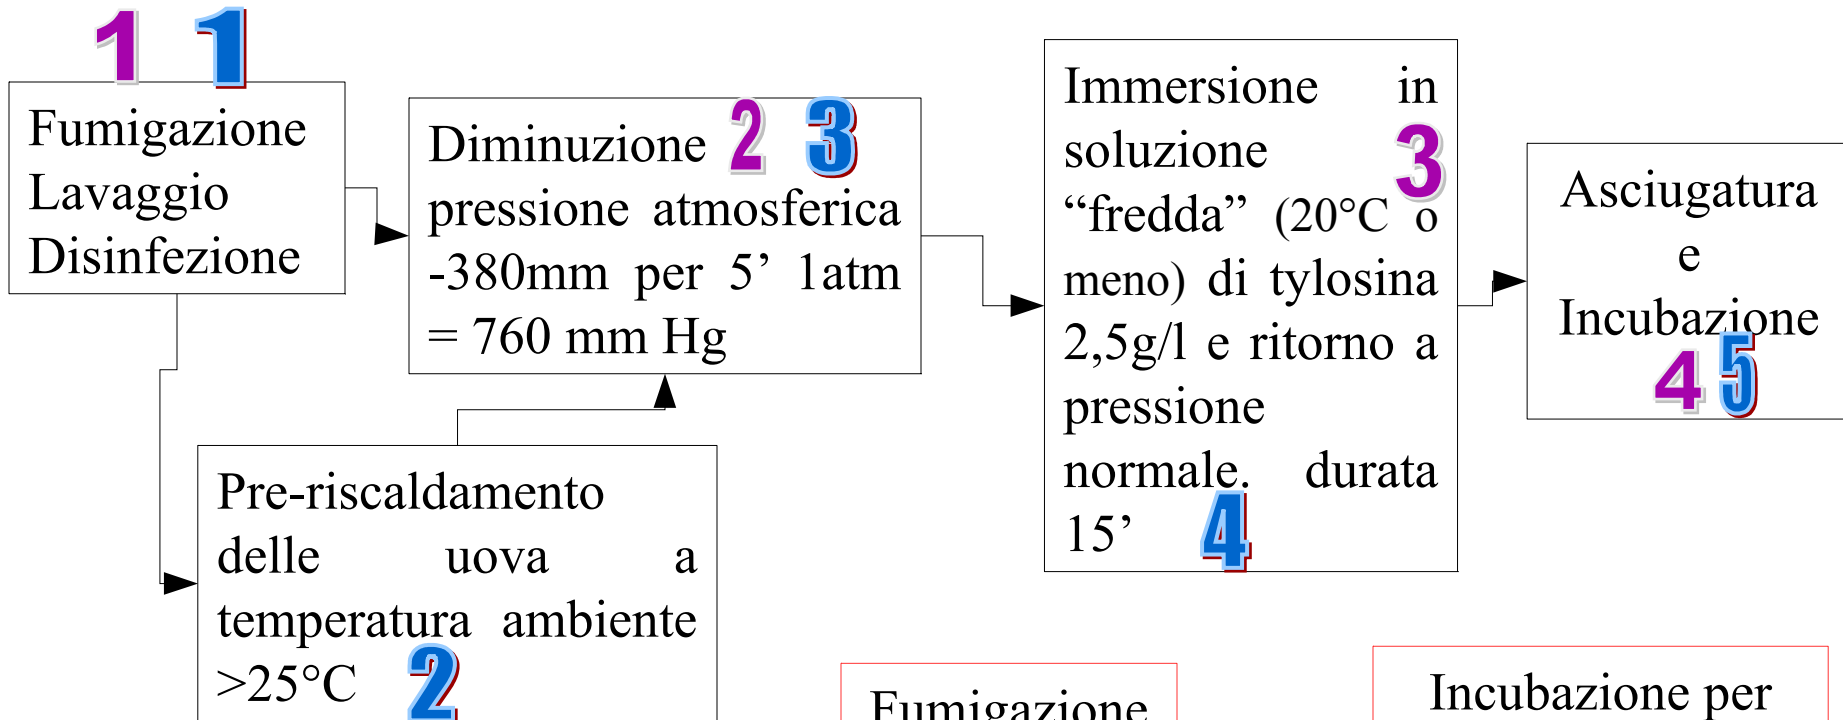 1 1
Fumigazione
Lavaggio
Disinfezione
Diminuzione 2 3
pressione atmosferica
-380mm per 5’ 1atm
= 760 mm Hg
Immersione in
soluzione 3
“fredda” (20°C o
meno) di tylosina
2,5g/l e ritorno a
pressione
normale. durata
15’ 4
Asciugatura
e
Incubazione
4 5
Pre-riscaldamento
delle uova a
temperatura ambiente
>25°C 2
Fumigazione
Incubazione per